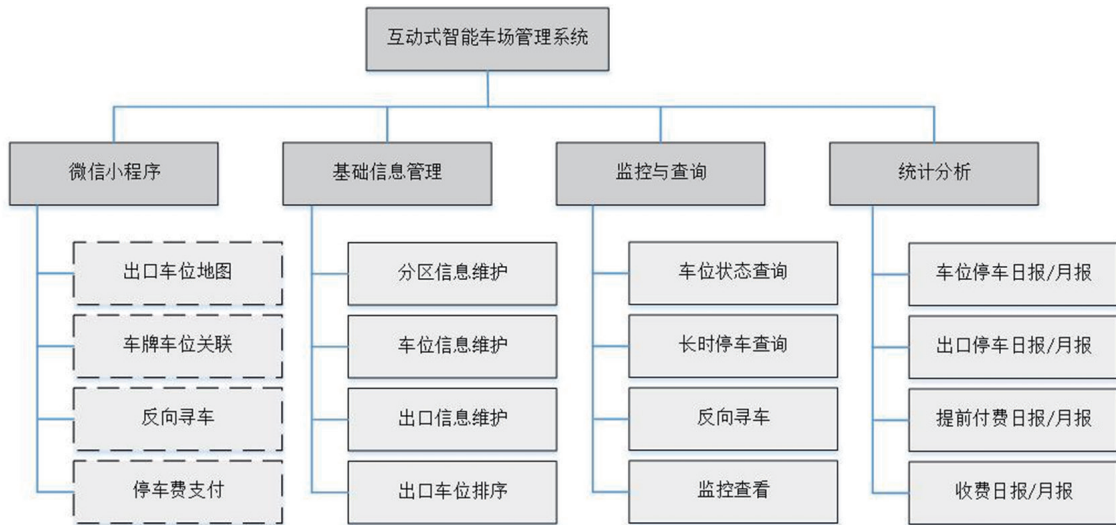 互动式智能车场管理系统
微信小程序
基础信息管理
监控与查询
统计分析
出口车位地图
车牌车位关联
反向寻车
停车费支付
分区信息维护
车位信息维护
出口信息维护
出口车位排序
车位状态查询
长时停车查询
反向寻车
监控查看
车位停车日报/月报
出口停车日报/月报
提前付费日报/月报
收费日报/月报